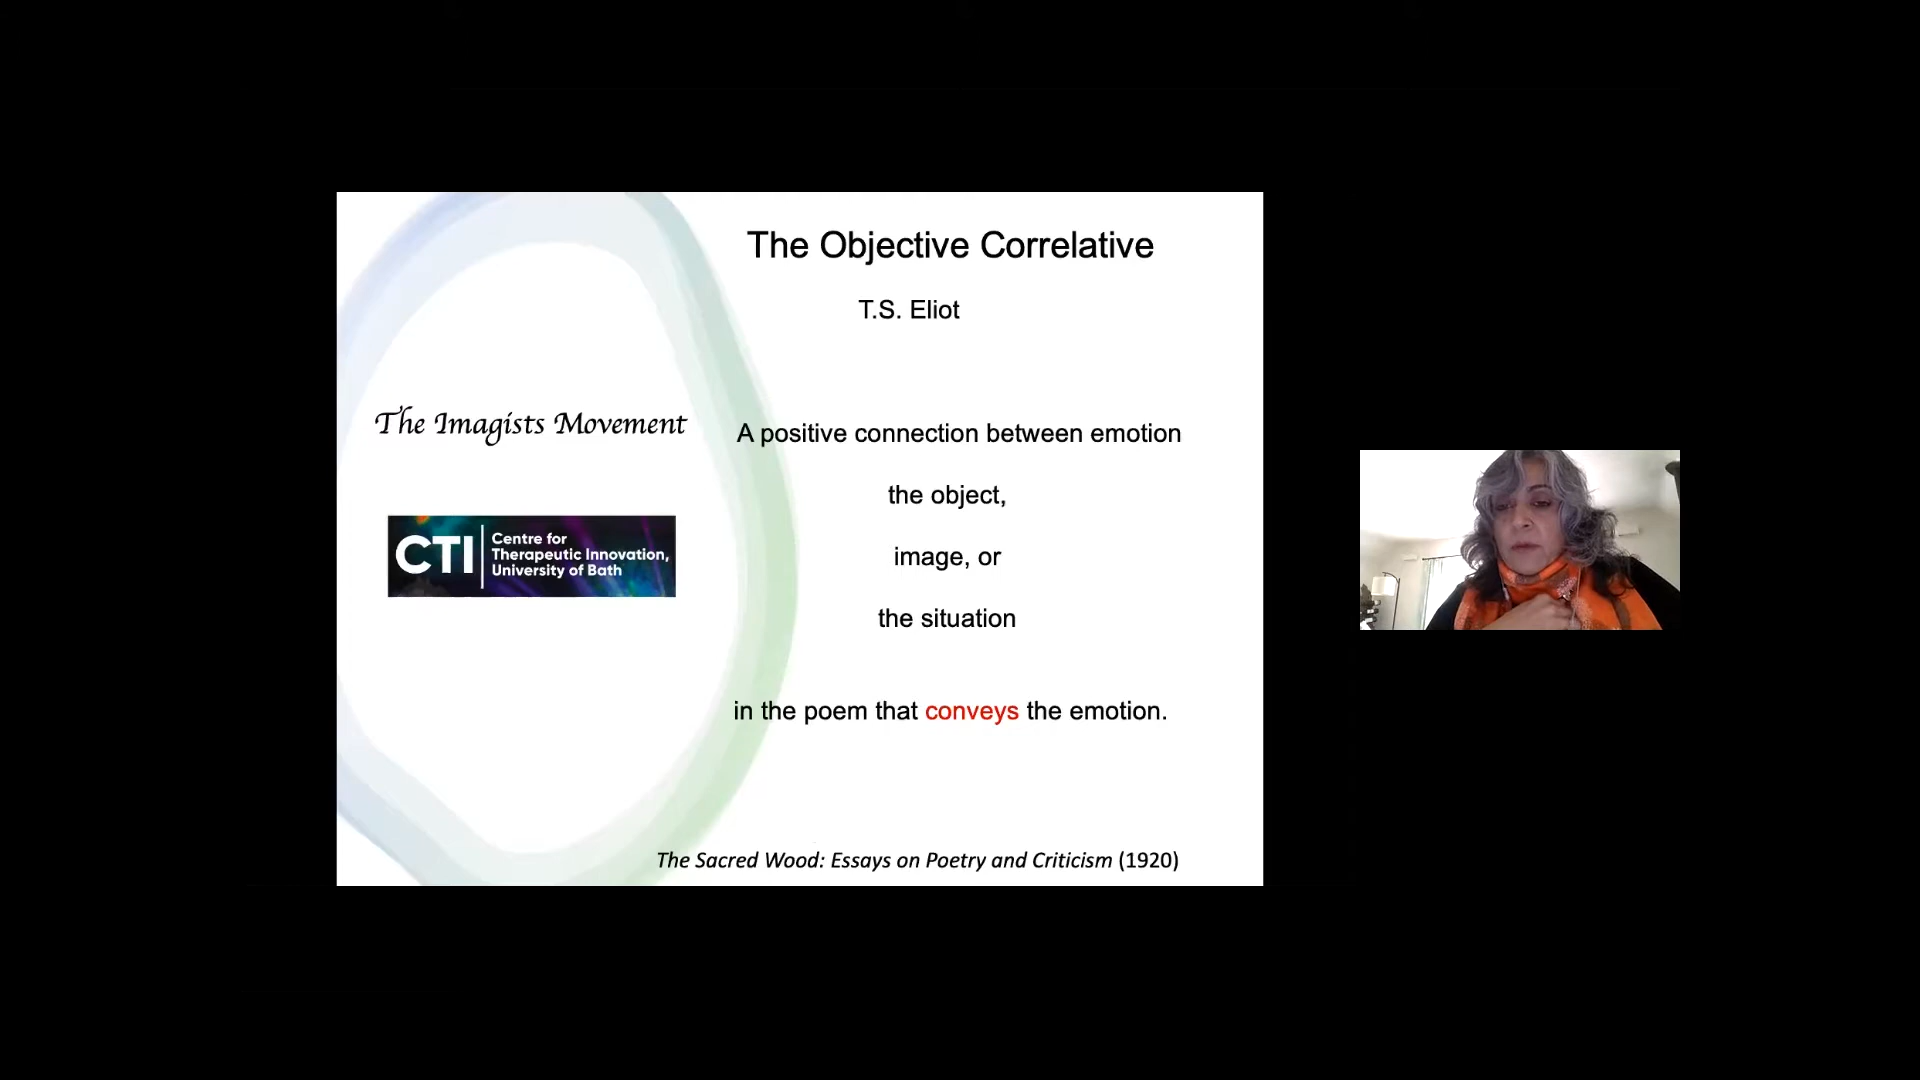 The Objective Correlative
T.S. Eliot
The Imagists Movement
A positive connection between emotion
the object,
image, or
the situation
in the poem that conveys the emotion.
CTI
Centre for
Therapeutic Innovation,
University of Bath
The Sacred Wood: Essays on Poetry and Criticism (1920)